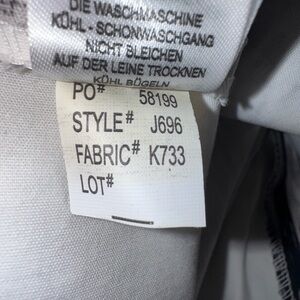 DIE WASCHMASCHINE
KÜHL - SCHONWASCHGANG
NICHT BLEICHEN
AUF DER LEINE TROCKNEN
KÜHL BÜGELN
PO# 58199
STYLE# J696
FABRIC# K733
LOT#